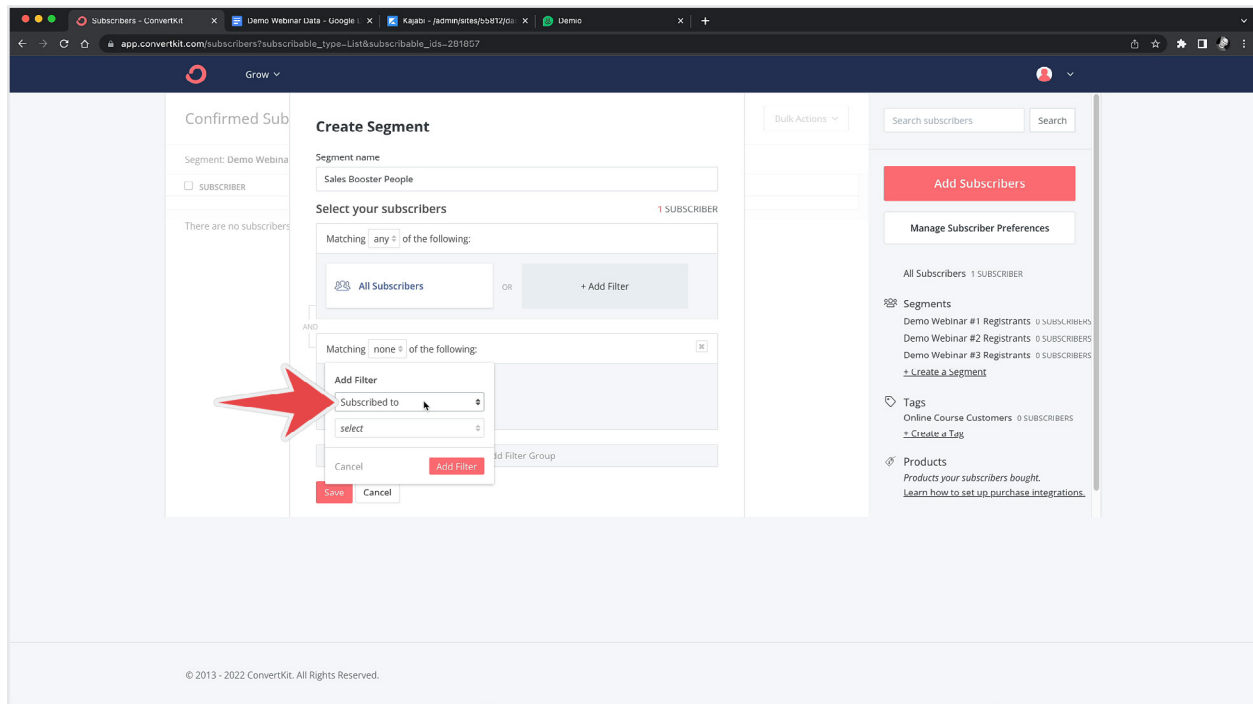 Subscribers - ConvertKit
Demo Webinar Data - Google
Kajabi - /admin/sites/55812/da
Demio
app.convertkit.com/subscribers?subscribable_type=List&subscribable_ids=281857
Grow
Confirmed Sub
Bulk Actions
Search subscribers
Search
Segment: Demo Webina
SUBSCRIBER
There are no subscribers
Create Segment
Segment name
Sales Booster People
Select your subscribers
1 SUBSCRIBER
Matching any of the following:
All Subscribers
OR
+ Add Filter
AND
Matching none of the following:
Add Filter
Subscribed to
select
Cancel
Add Filter
dd Filter Group
Save
Cancel
Add Subscribers
Manage Subscriber Preferences
All Subscribers 1 SUBSCRIBER
Segments
Demo Webinar #1 Registrants 0 SUBSCRIBERS
Demo Webinar #2 Registrants 0 SUBSCRIBERS
Demo Webinar #3 Registrants 0 SUBSCRIBERS
+ Create a Segment
Tags
Online Course Customers 0 SUBSCRIBERS
+ Create a Tag
Products
Products your subscribers bought.
Learn how to set up purchase integrations.
© 2013 - 2022 ConvertKit. All Rights Reserved.